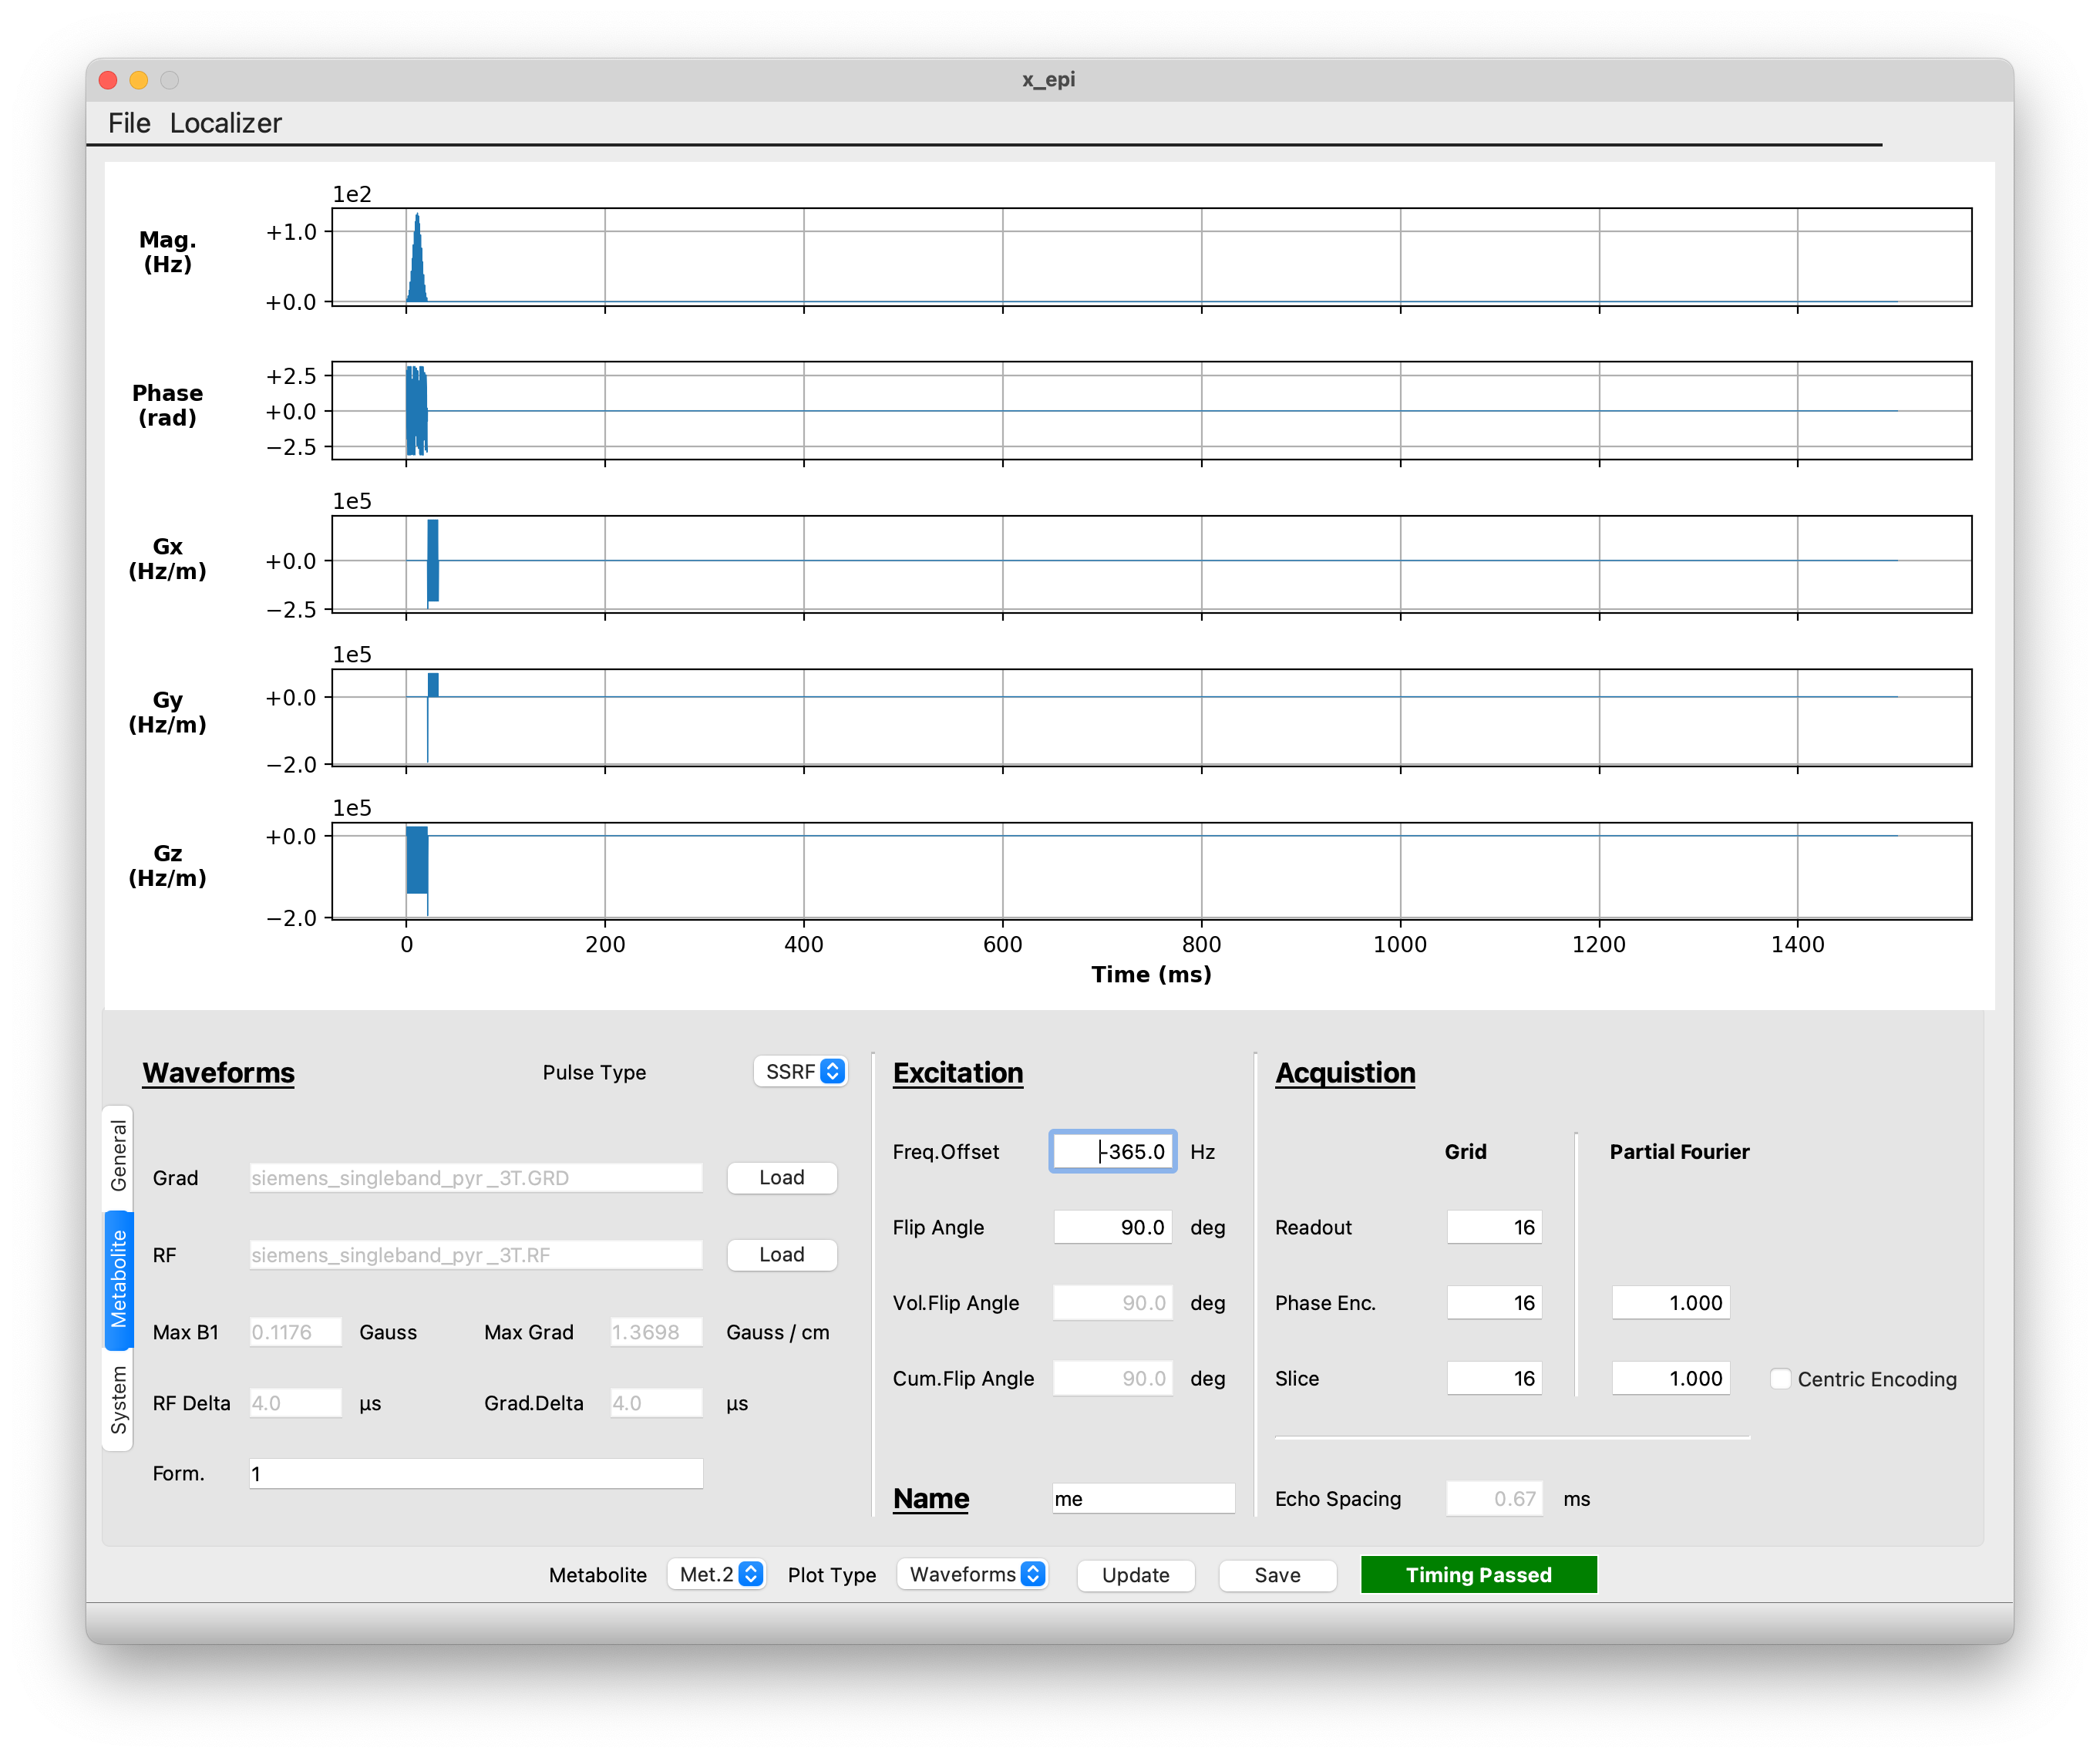 x_epi
File Localizer
1e2
Mag.
(Hz)
+1.0
+0.0
Phase
(rad)
+2.5
+0.0
−2.5
1e5
Gx
(Hz/m)
+0.0
−2.5
1e5
Gy
(Hz/m)
+0.0
−2.0
1e5
Gz
(Hz/m)
+0.0
−2.0
0 200 400 600 800 1000 1200 1400
Time (ms)
General
Metabolite
System
Waveforms Pulse Type SSRF
Grad siemens_singleband_pyr_3T.GRD Load
RF siemens_singleband_pyr_3T.RF Load
Max B1 0.1176 Gauss Max Grad 1.3698 Gauss / cm
RF Delta 4.0 µs Grad.Delta 4.0 µs
Form. 1
Excitation
Freq.Offset -365.0 Hz
Flip Angle 90.0 deg
Vol.Flip Angle 90.0 deg
Cum.Flip Angle 90.0 deg
Name me
Acquistion
Grid Partial Fourier
Readout 16
Phase Enc. 16 1.000
Slice 16 1.000 Centric Encoding
Echo Spacing 0.67 ms
Metabolite Met.2 Plot Type Waveforms Update Save Timing Passed